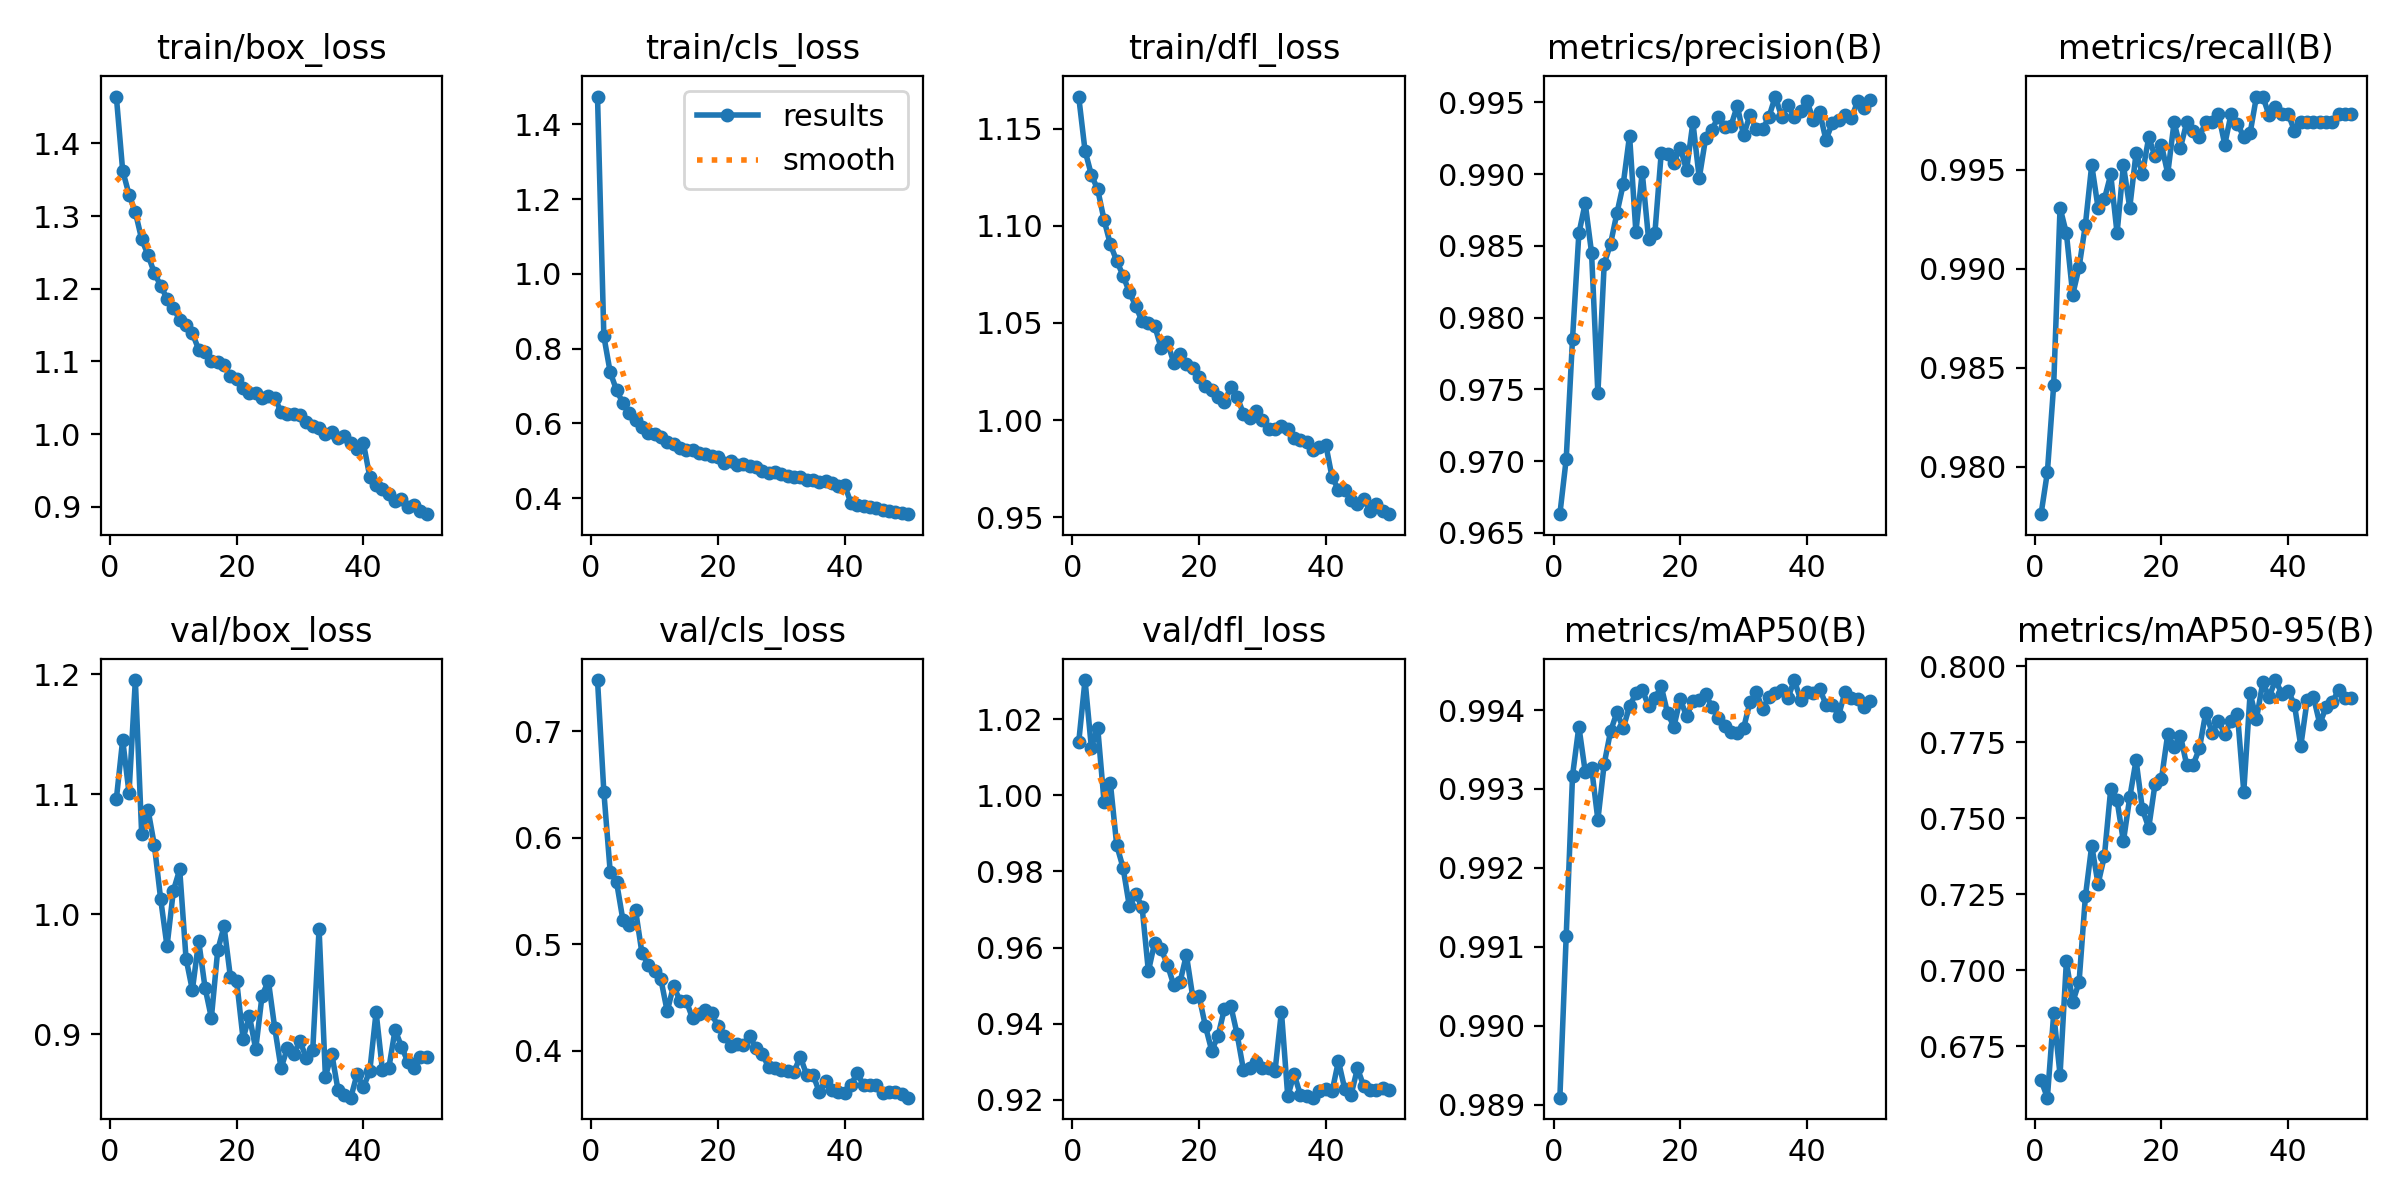 train/box_loss
1.4
1.3
1.2
1.1
1.0
0.9
0 20 40
train/cls_loss
results
smooth
1.4
1.2
1.0
0.8
0.6
0.4
0 20 40
train/dfl_loss
1.15
1.10
1.05
1.00
0.95
0 20 40
metrics/precision(B)
0.995
0.990
0.985
0.980
0.975
0.970
0.965
0 20 40
metrics/recall(B)
0.995
0.990
0.985
0.980
0 20 40
val/box_loss
1.2
1.1
1.0
0.9
0 20 40
val/cls_loss
0.7
0.6
0.5
0.4
0 20 40
val/dfl_loss
1.02
1.00
0.98
0.96
0.94
0.92
0 20 40
metrics/mAP50(B)
0.994
0.993
0.992
0.991
0.990
0.989
0 20 40
metrics/mAP50-95(B)
0.800
0.775
0.750
0.725
0.700
0.675
0 20 40